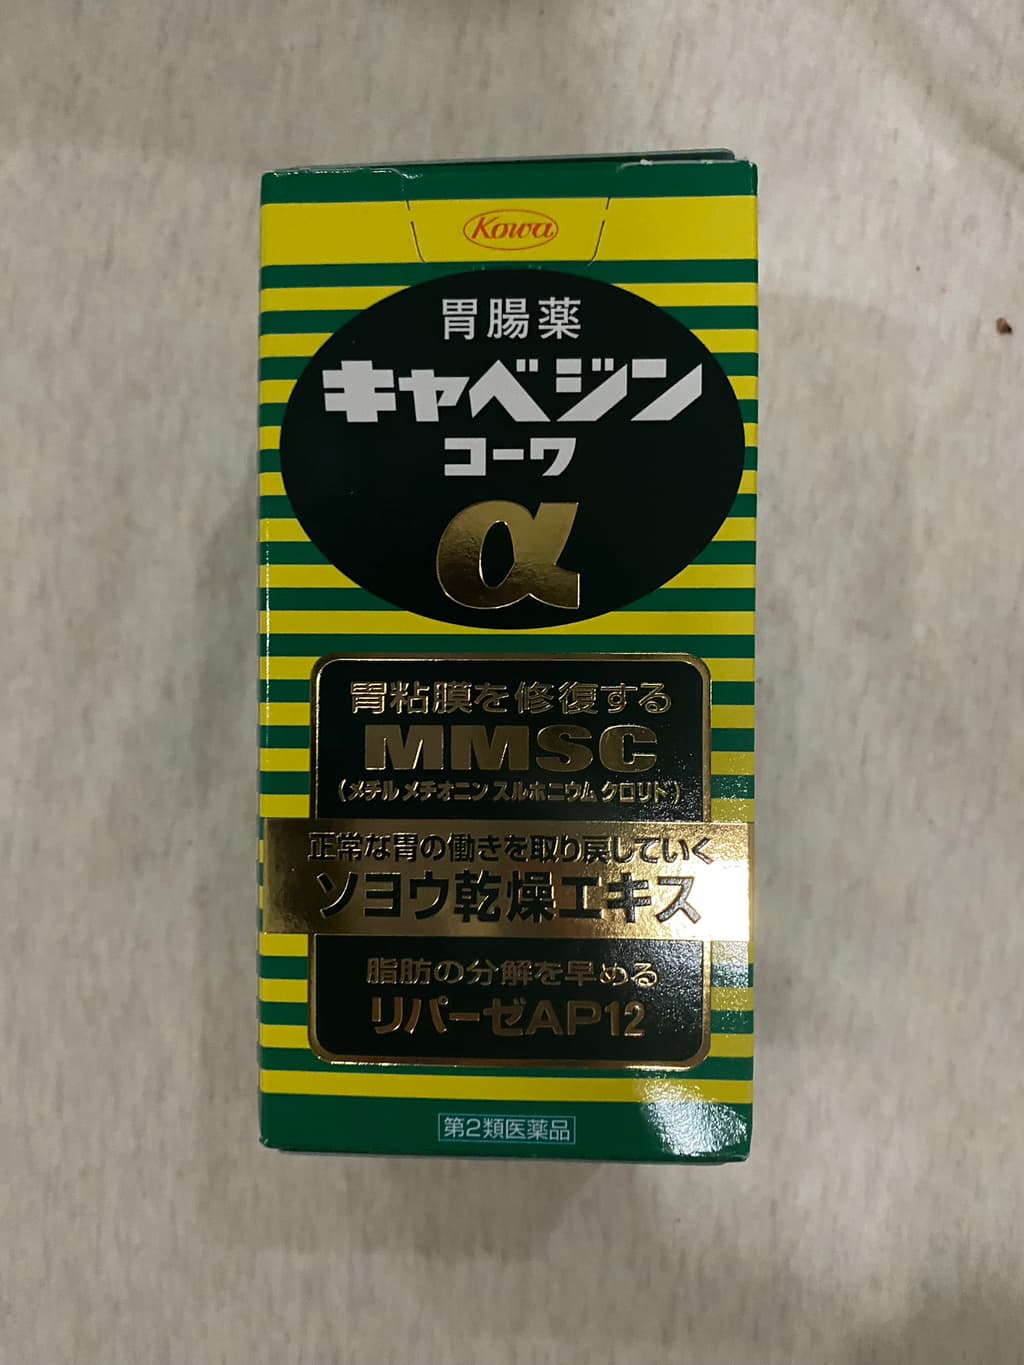 Kowa
胃腸薬
キャベジン
コーワ
α
胃粘膜を修復する
MMSC
(メチル メチオニン スルホニウム クロリド)
正常な胃の働きを取り戻していく
ソヨウ乾燥エキス
脂肪の分解を早める
リパーゼAP12
第2類医薬品